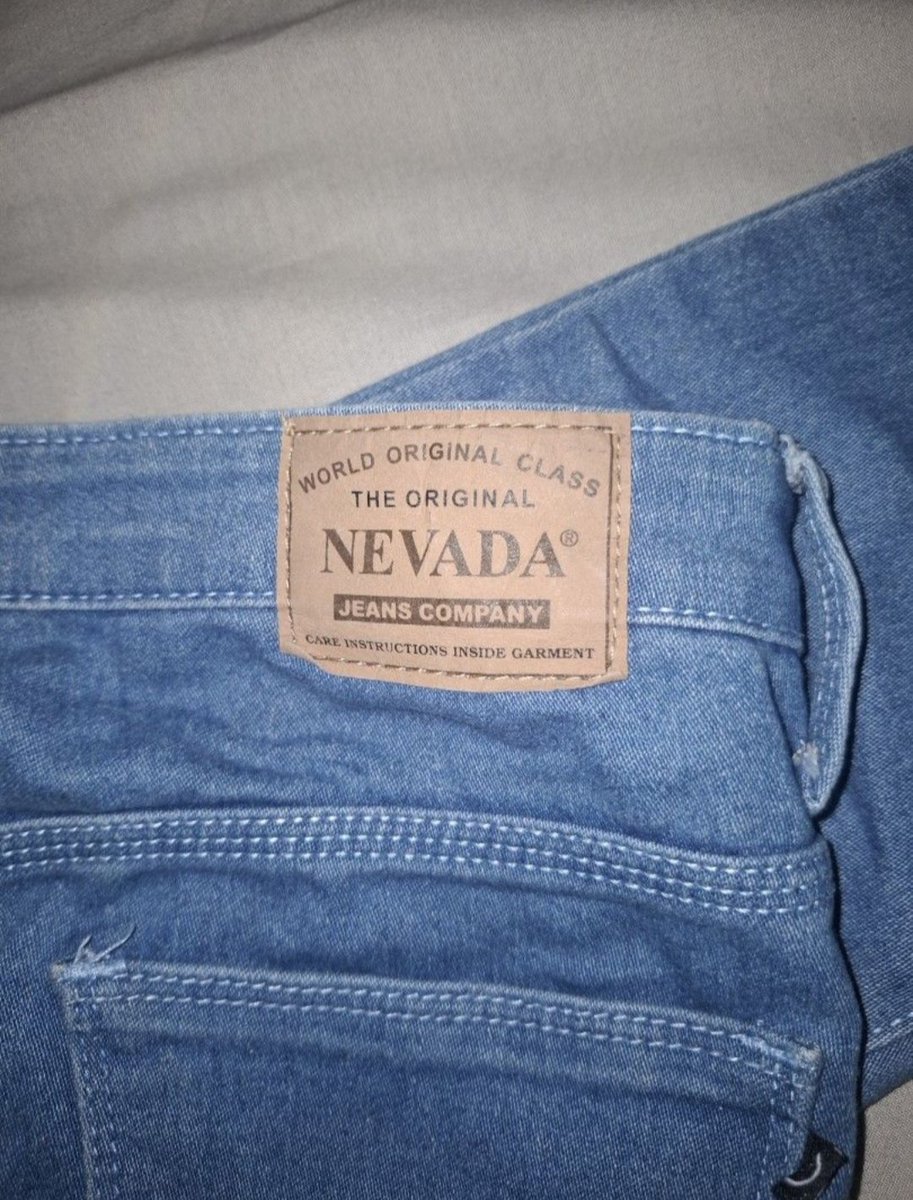 WORLD ORIGINAL CLASS
THE ORIGINAL
NEVADA®
JEANS COMPANY
CARE INSTRUCTIONS INSIDE GARMENT